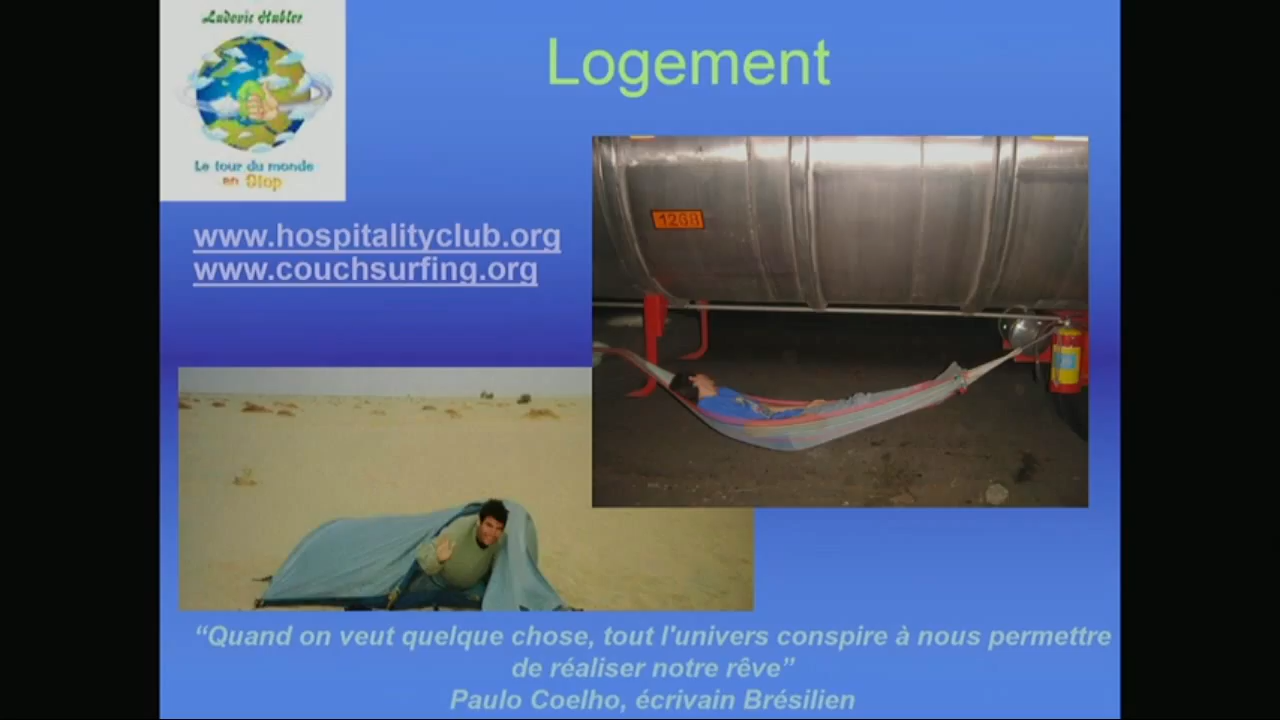 Ludovic Hubler
Le tour du monde
en Stop
Logement
www.hospitalityclub.org
www.couchsurfing.org
1268
“Quand on veut quelque chose, tout l'univers conspire à nous permettre
de réaliser notre rêve”
Paulo Coelho, écrivain Brésilien